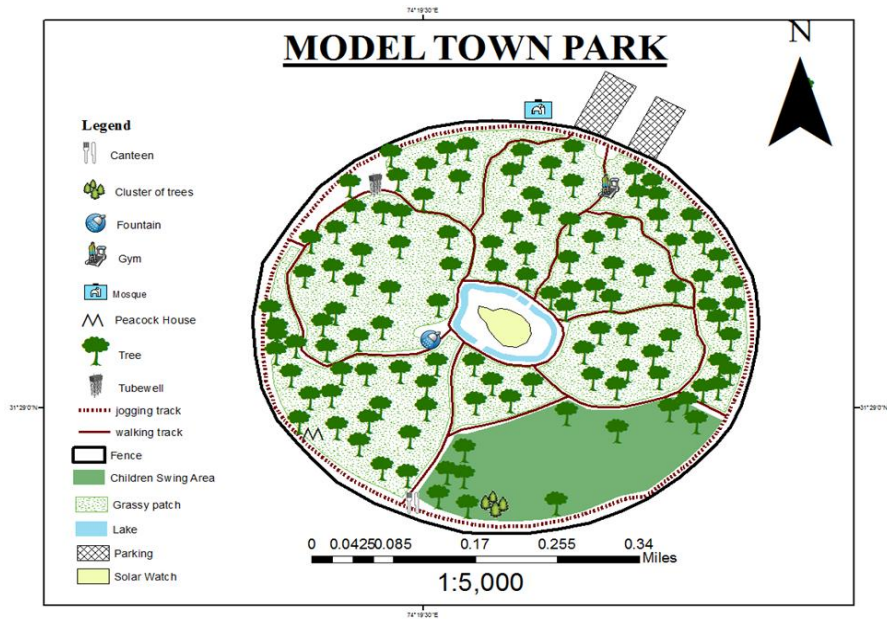 74°19'30"E
MODEL TOWN PARK
N
Legend
Canteen
Cluster of trees
Fountain
Gym
Mosque
Peacock House
Tree
Tubewell
jogging track
walking track
Fence
Children Swing Area
Grassy patch
Lake
Parking
Solar Watch
31°29'0"N
31°29'0"N
0 0.0425 0.085 0.17 0.255 0.34
Miles
1:5,000
74°19'30"E